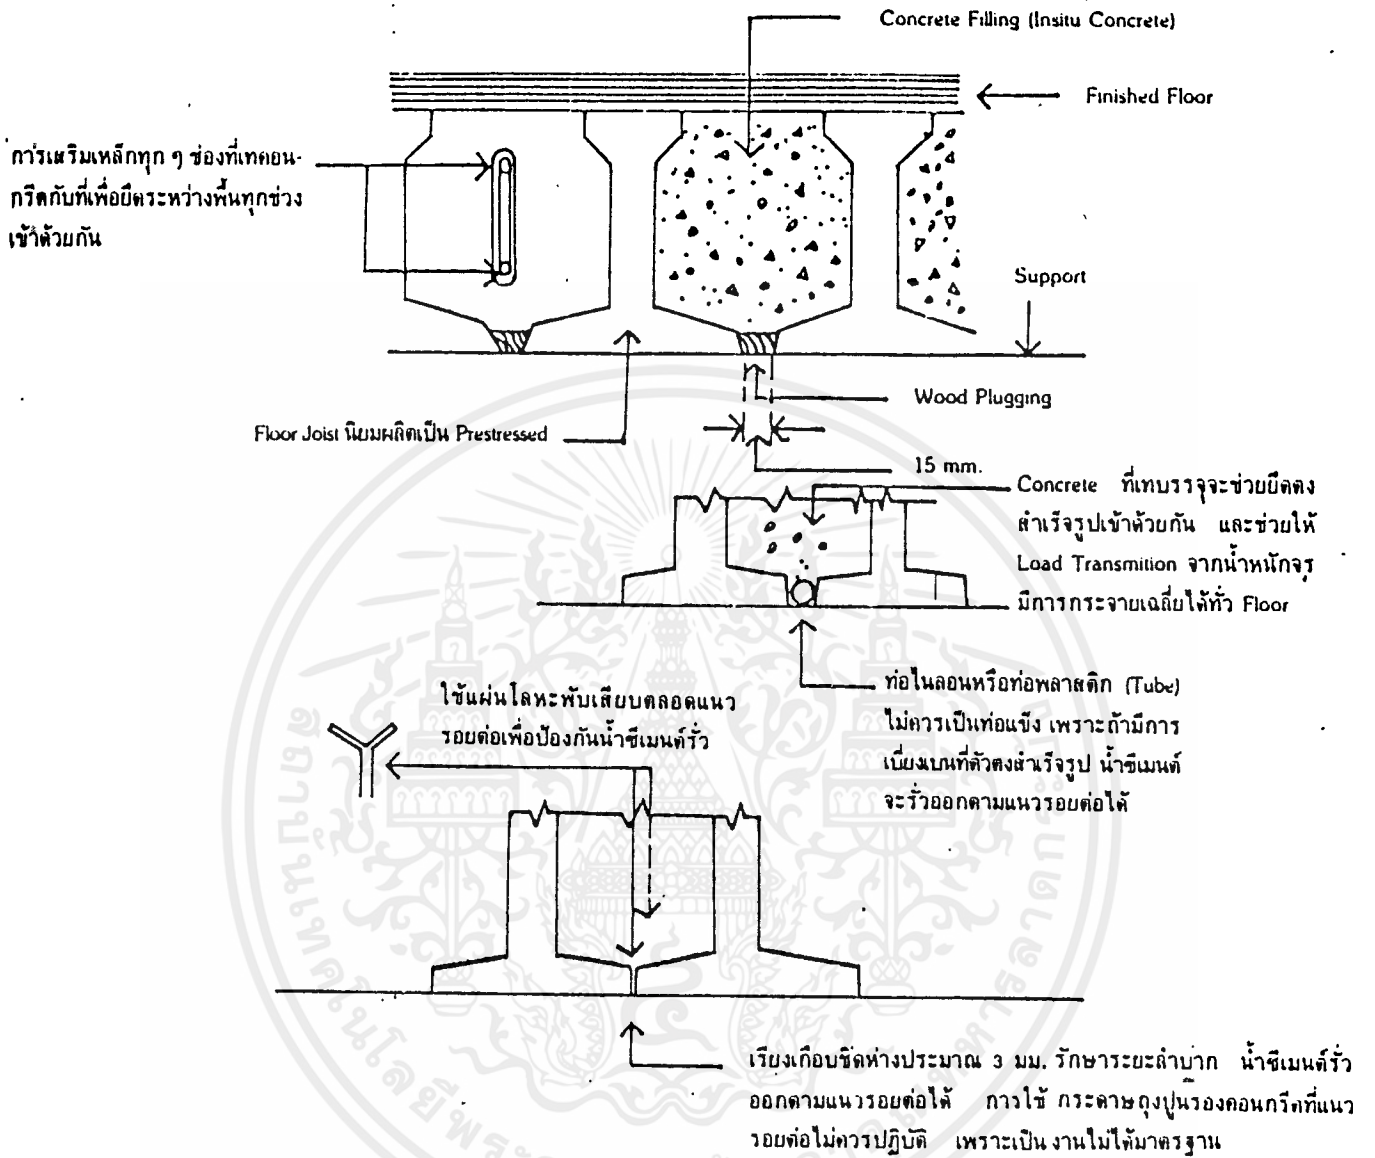 Concrete Filling (Insitu Concrete)
Finished Floor
การเสริมเหล็กทุก ๆ ช่องที่เทคอน-
กรีตกับที่เพื่อยึดระหว่างพื้นทุกช่วง
เข้าด้วยกัน
Support
Wood Plugging
Floor Joist นิยมผลิตเป็น Prestressed
15 mm.
Concrete ที่เทบรรจุจะช่วยยึดตง
สำเร็จรูปเข้าด้วยกัน และช่วยให้
Load Transmition จากน้ำหนักจร
มีการกระจายเฉลี่ยได้ทั่ว Floor
ท่อไนลอนหรือท่อพลาสติก (Tube)
ไม่ควรเป็นท่อแข็ง เพราะถ้ามีการ
เบี่ยงเบนที่ตัวตงสำเร็จรูป น้ำซีเมนต์
จะรั่วออกตามแนวรอยต่อได้
ใช้แผ่นโลหะพับเสียบตลอดแนว
รอยต่อเพื่อป้องกันน้ำซีเมนต์รั่ว
เรียงเกือบชิดห่างประมาณ 3 มม. รักษาระยะลำบาก น้ำซีเมนต์รั่ว
ออกตามแนวรอยต่อได้ การใช้ กระดาษถุงปูนรองคอนกรีตที่แนว
รอยต่อไม่ควรปฏิบัติ เพราะเป็นงานไม่ได้มาตรฐาน